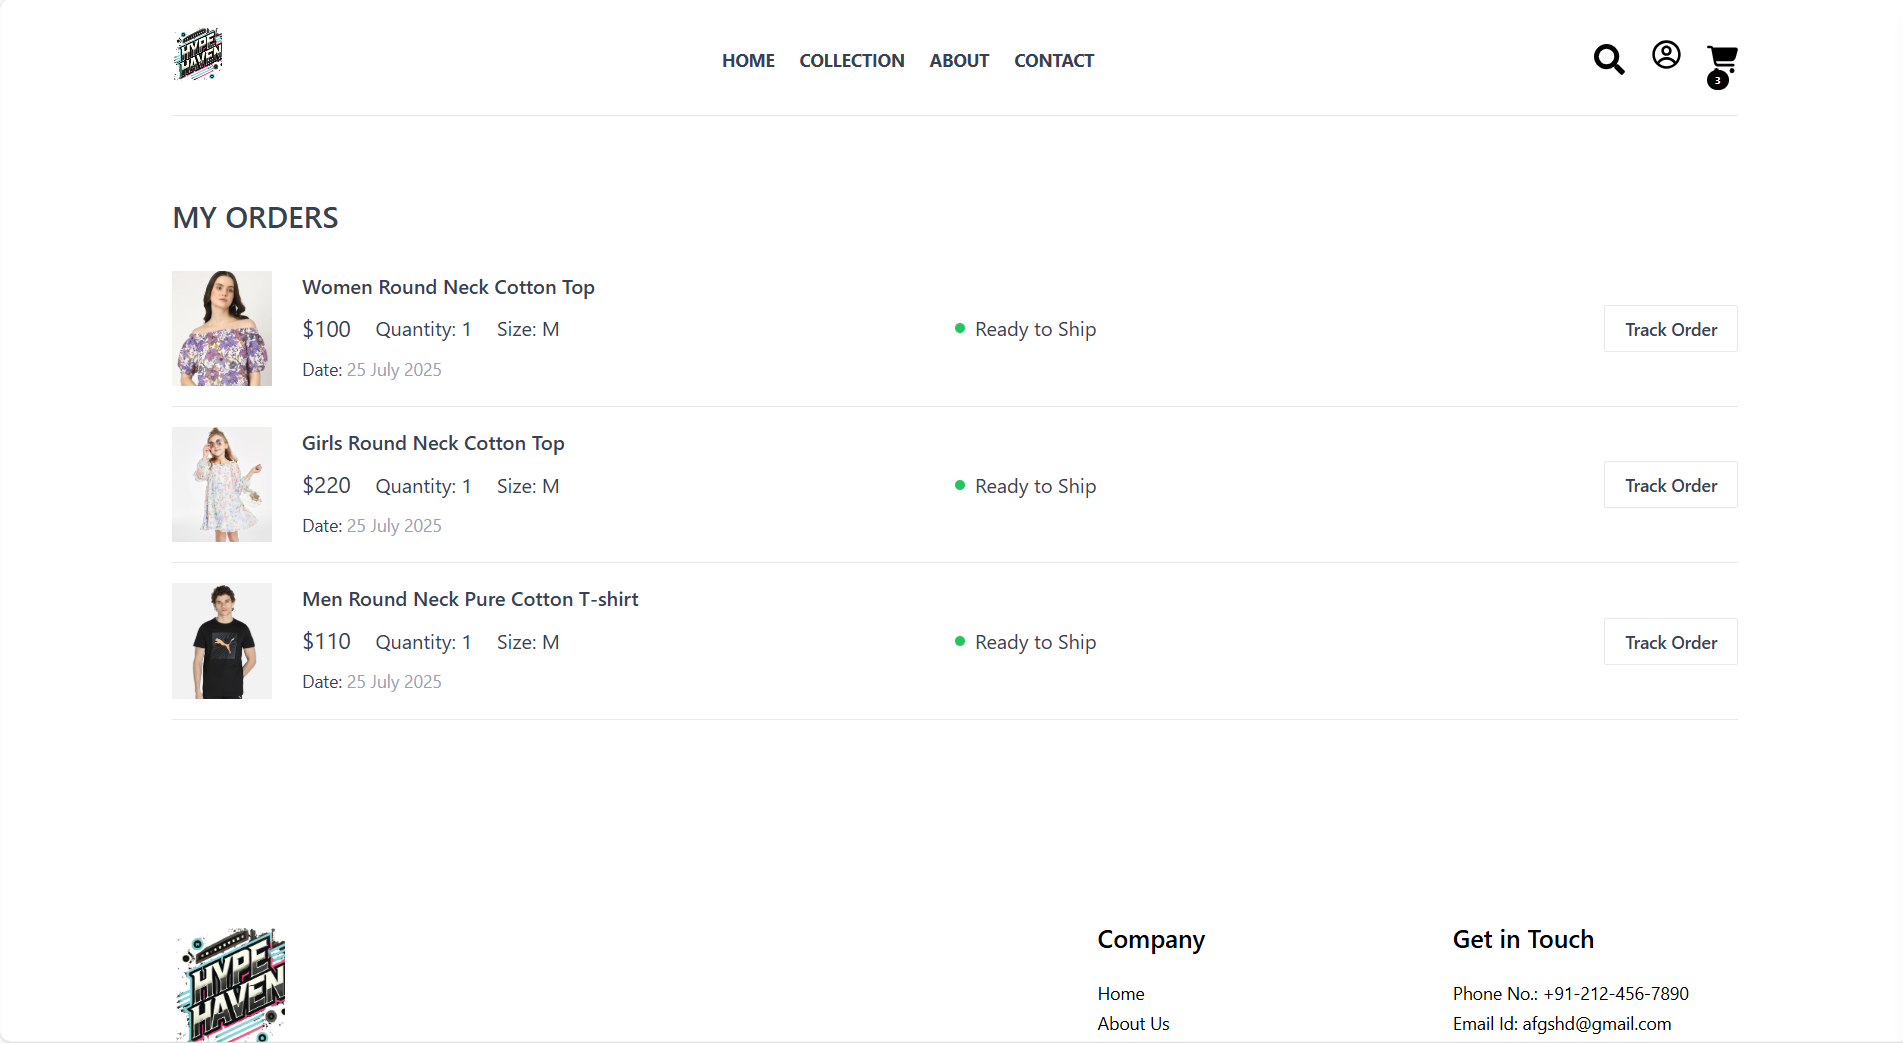 HYPE
HAVEN
HOME COLLECTION ABOUT CONTACT
3
MY ORDERS
Women Round Neck Cotton Top
$100 Quantity: 1 Size: M
Ready to Ship
Track Order
Date: 25 July 2025
Girls Round Neck Cotton Top
$220 Quantity: 1 Size: M
Ready to Ship
Track Order
Date: 25 July 2025
Men Round Neck Pure Cotton T-shirt
$110 Quantity: 1 Size: M
Ready to Ship
Track Order
Date: 25 July 2025
HYPE
HAVEN
Company
Home
About Us
Get in Touch
Phone No.: +91-212-456-7890
Email Id: afgshd@gmail.com